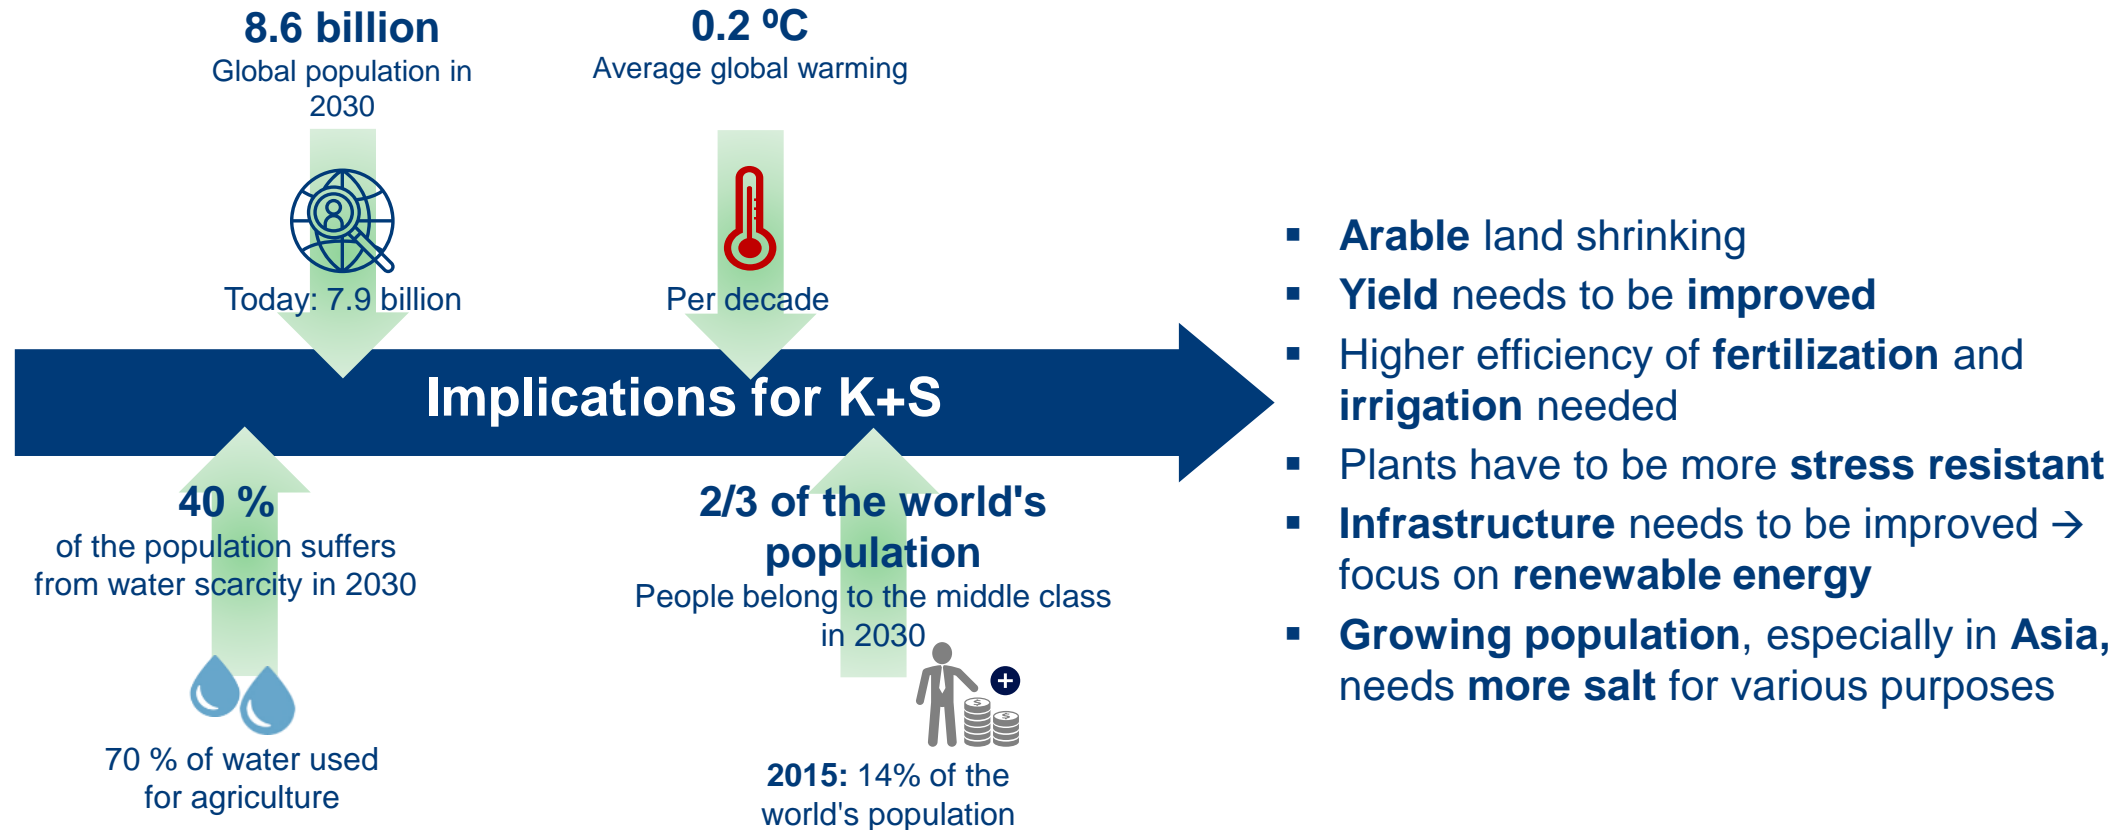 8.6 billion
Global population in
2030
Today: 7.9 billion
0.2 ºC
Average global warming
Per decade
Implications for K+S
40 %
of the population suffers
from water scarcity in 2030
70 % of water used
for agriculture
2/3 of the world's
population
People belong to the middle class
in 2030
2015: 14% of the
world's population
▪ Arable land shrinking
▪ Yield needs to be improved
▪ Higher efficiency of fertilization and
irrigation needed
▪ Plants have to be more stress resistant
▪ Infrastructure needs to be improved →
focus on renewable energy
▪ Growing population, especially in Asia,
needs more salt for various purposes